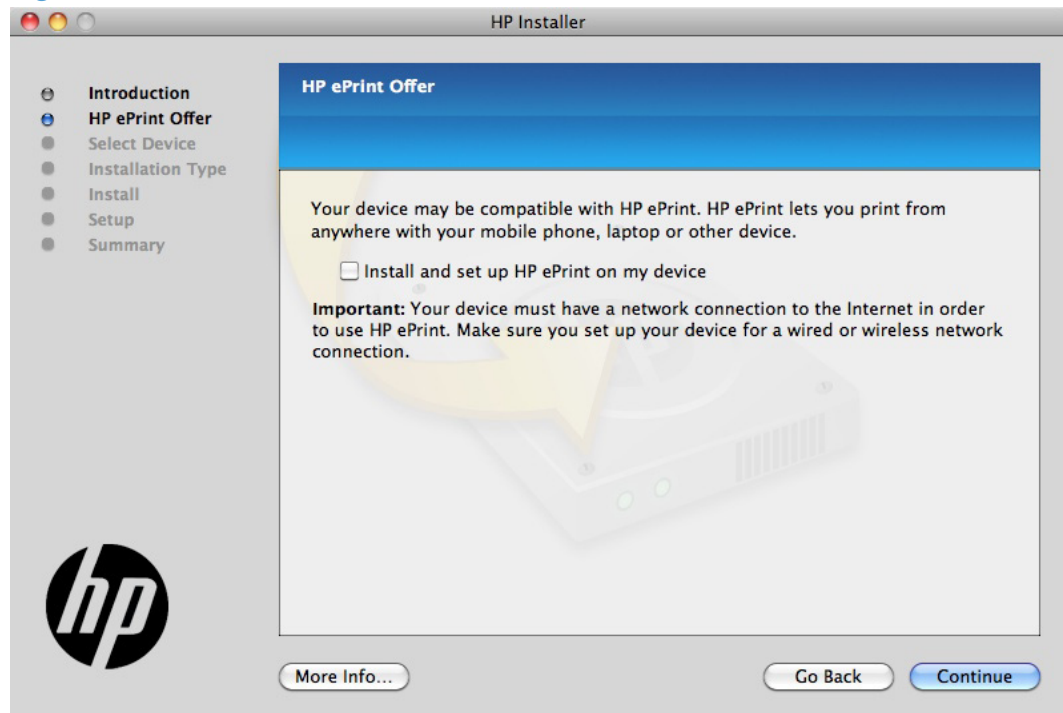 HP Installer
Introduction
HP ePrint Offer
Select Device
Installation Type
Install
Setup
Summary
HP ePrint Offer
Your device may be compatible with HP ePrint. HP ePrint lets you print from
anywhere with your mobile phone, laptop or other device.
Install and set up HP ePrint on my device
Important: Your device must have a network connection to the Internet in order
to use HP ePrint. Make sure you set up your device for a wired or wireless network
connection.
hp
More Info...
Go Back
Continue